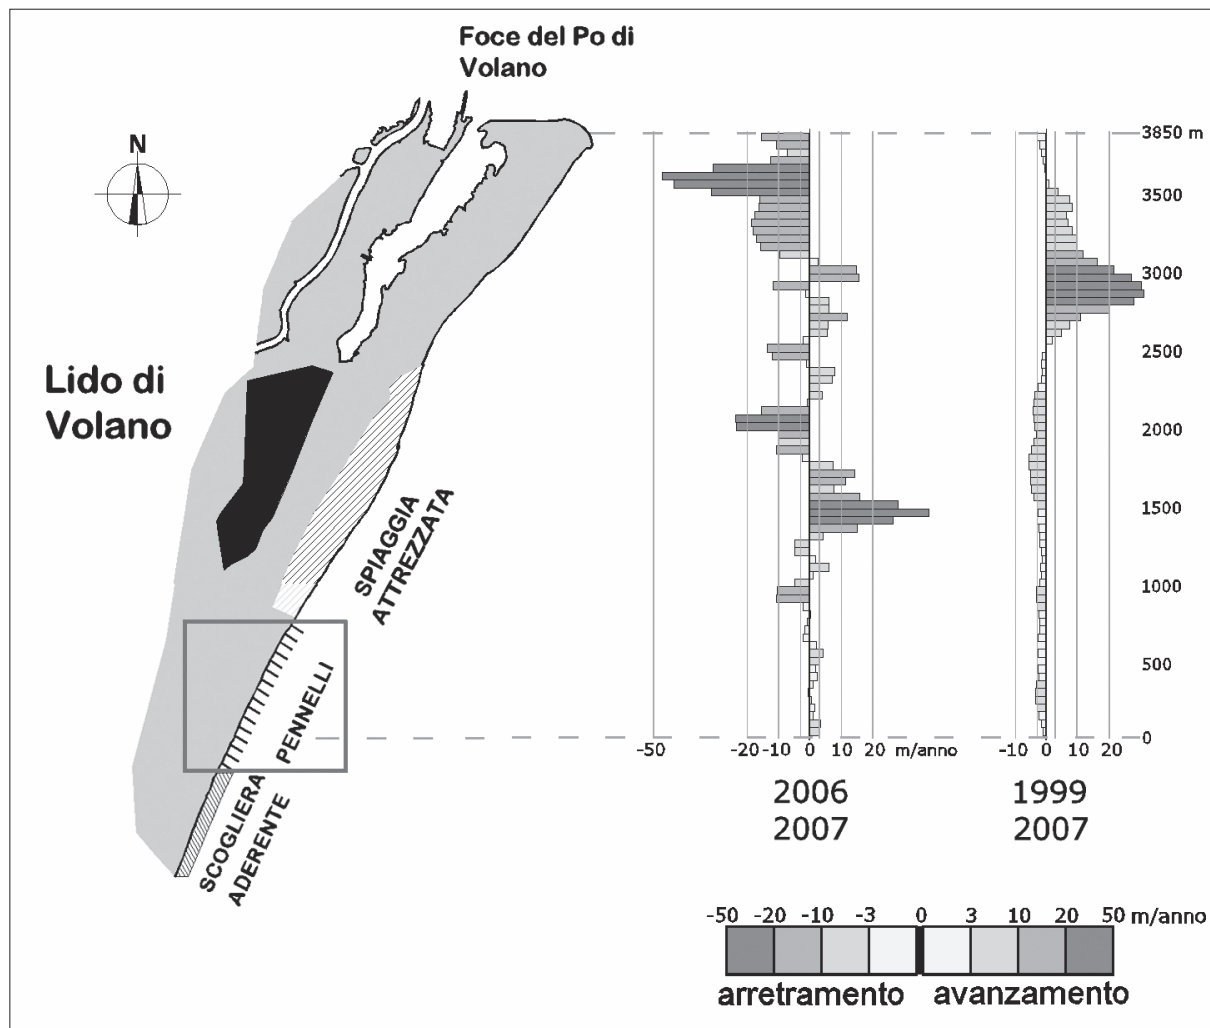 Foce del Po di
Volano
N
Lido di
Volano
SPIAGGIA
ATTREZZATA
PENNELLI
SCOGLIERA
ADERENTE
3850 m
3500
3000
2500
2000
1500
1000
500
0
-50 -20 -10 0 10 20 m/anno
-10 0 10 20
2006
2007
1999
2007
-50 -20 -10 -3 0 3 10 20 50 m/anno
arretramento avanzamento